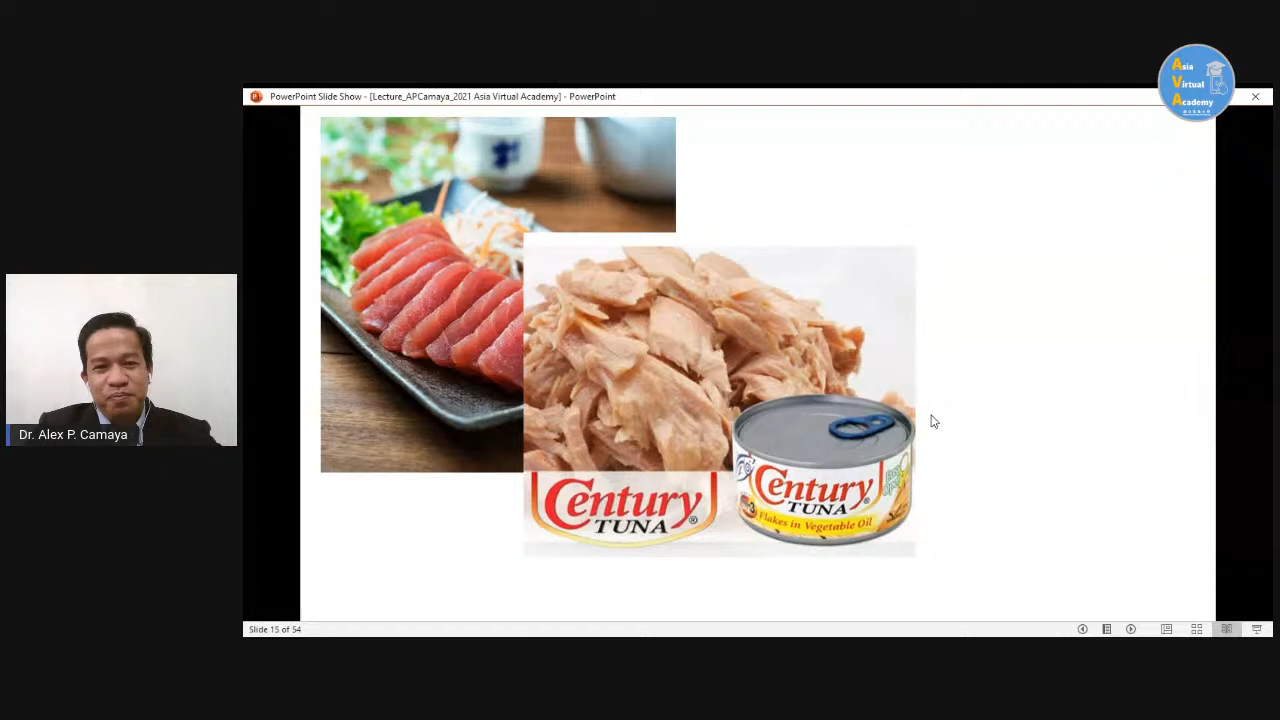 PowerPoint Slide Show - [Lecture_APCamaya_2021 Asia Virtual Academy] - PowerPoint
Asia
Virtual
Academy
Dr. Alex P. Camaya
Century
TUNA®
Century
TUNA®
Flakes in Vegetable Oil
Slide 15 of 54